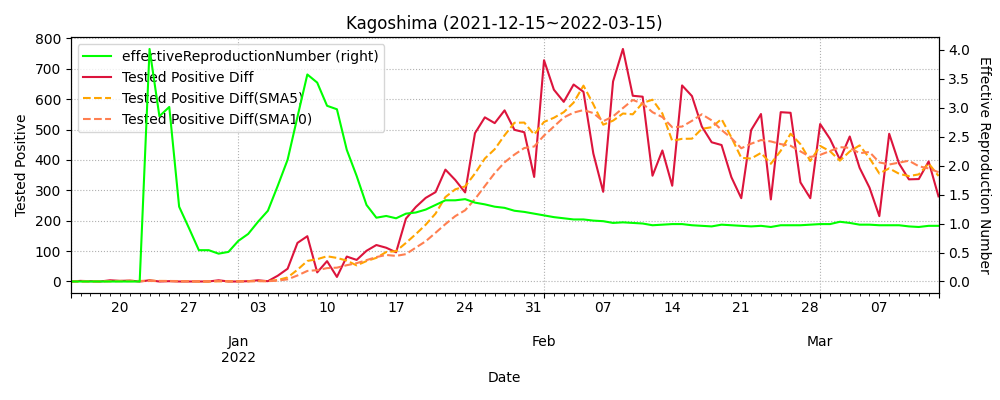 Kagoshima (2021-12-15~2022-03-15)
effectiveReproductionNumber (right)
Tested Positive Diff
Tested Positive Diff(SMA5)
Tested Positive Diff(SMA10)
Tested Positive
800
700
600
500
400
300
200
100
0
4.0
3.5
3.0
2.5
2.0
1.5
1.0
0.5
0.0
Effective Reproduction Number
20 27 03 10 17 24 31 07 14 21 28 07
Jan Feb Mar
2022
Date